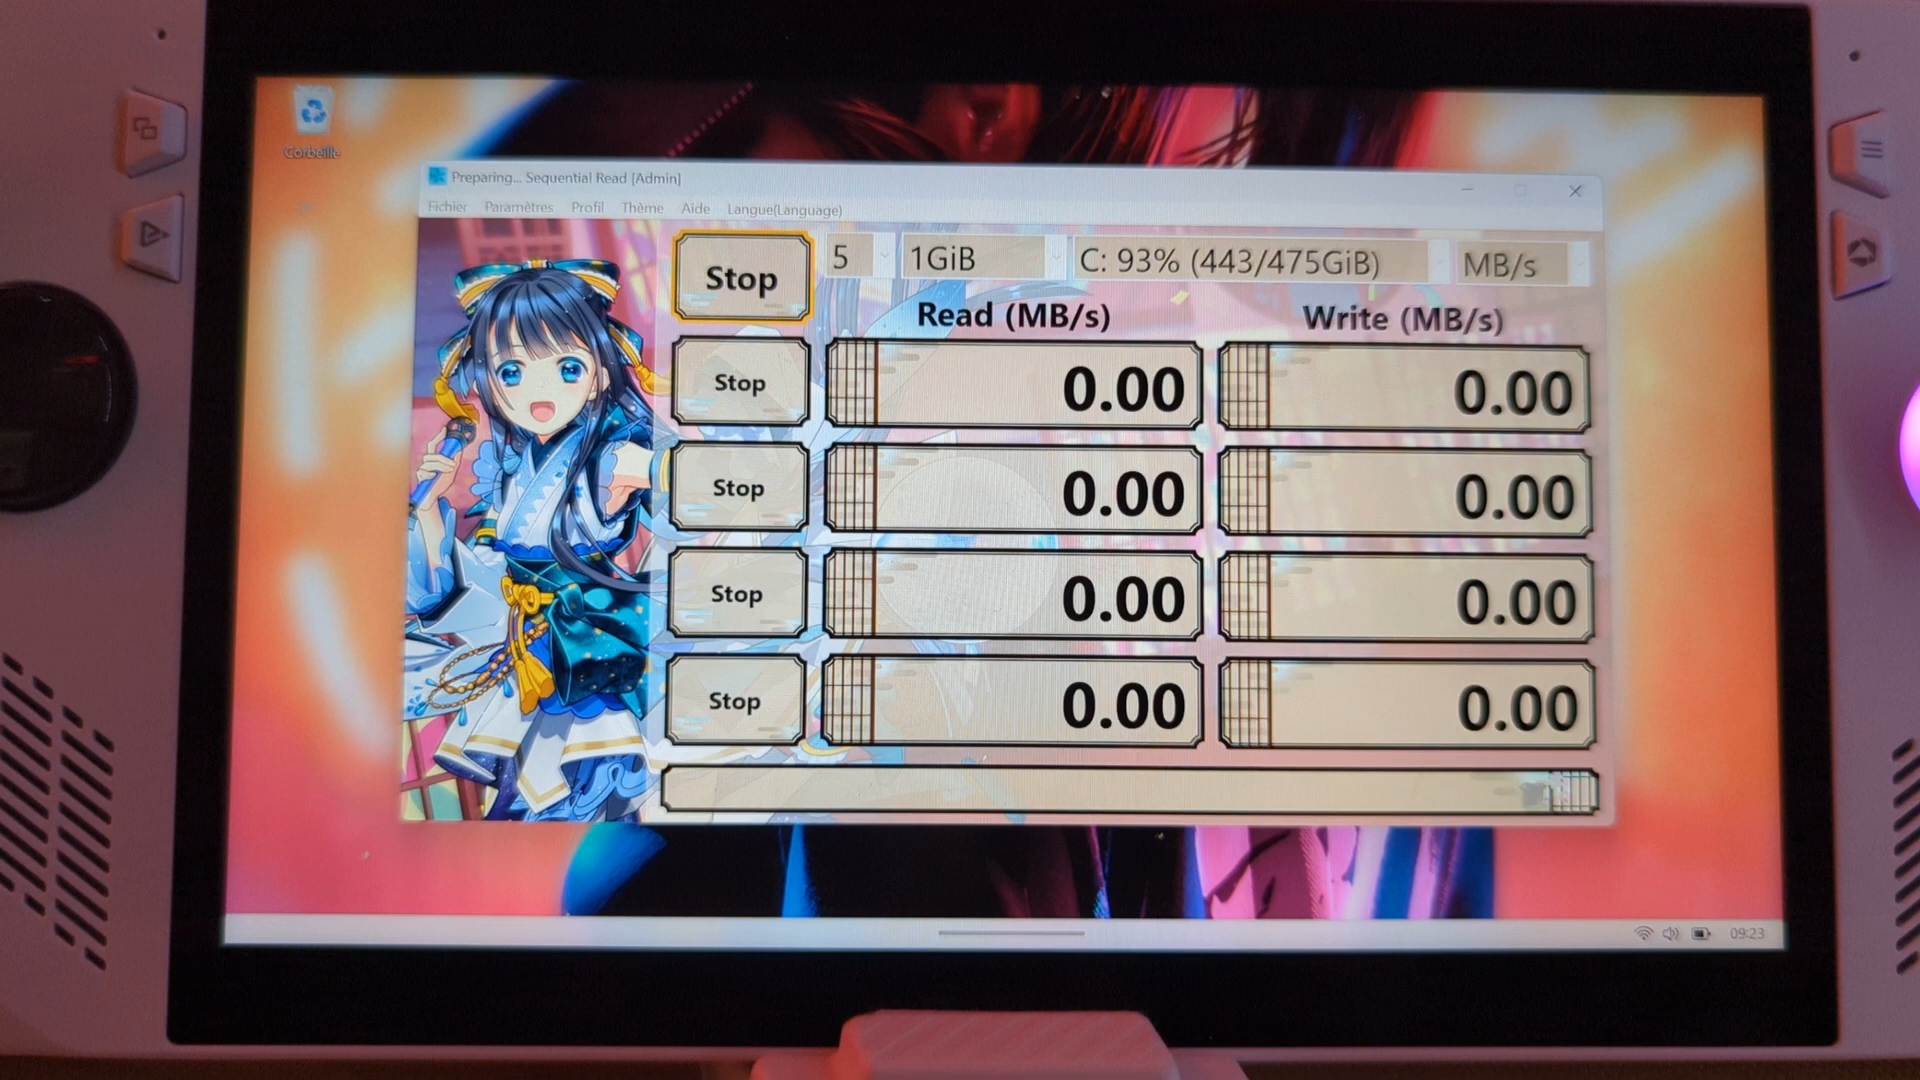 Corbeille
Preparing... Sequential Read [Admin]
Fichier Paramètres Profil Thème Aide Langue(Language)
Stop 5 1GiB C: 93% (443/475GiB) MB/s
Read (MB/s) Write (MB/s)
Stop 0.00 0.00
Stop 0.00 0.00
Stop 0.00 0.00
Stop 0.00 0.00
09:23